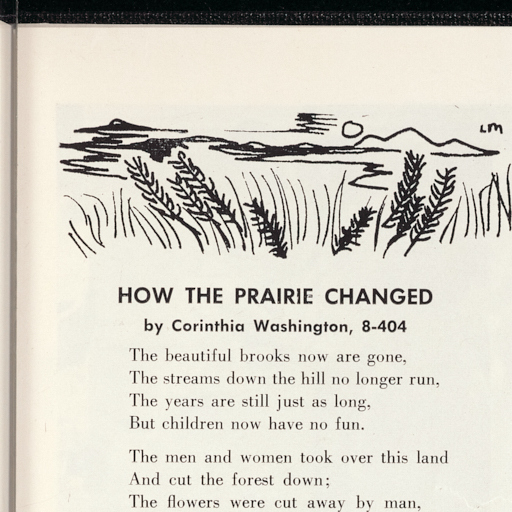 LM
HOW THE PRAIRIE CHANGED
by Corinthia Washington, 8-404
The beautiful brooks now are gone,
The streams down the hill no longer run,
The years are still just as long,
But children now have no fun.
The men and women took over this land
And cut the forest down;
The flowers were cut away by man,